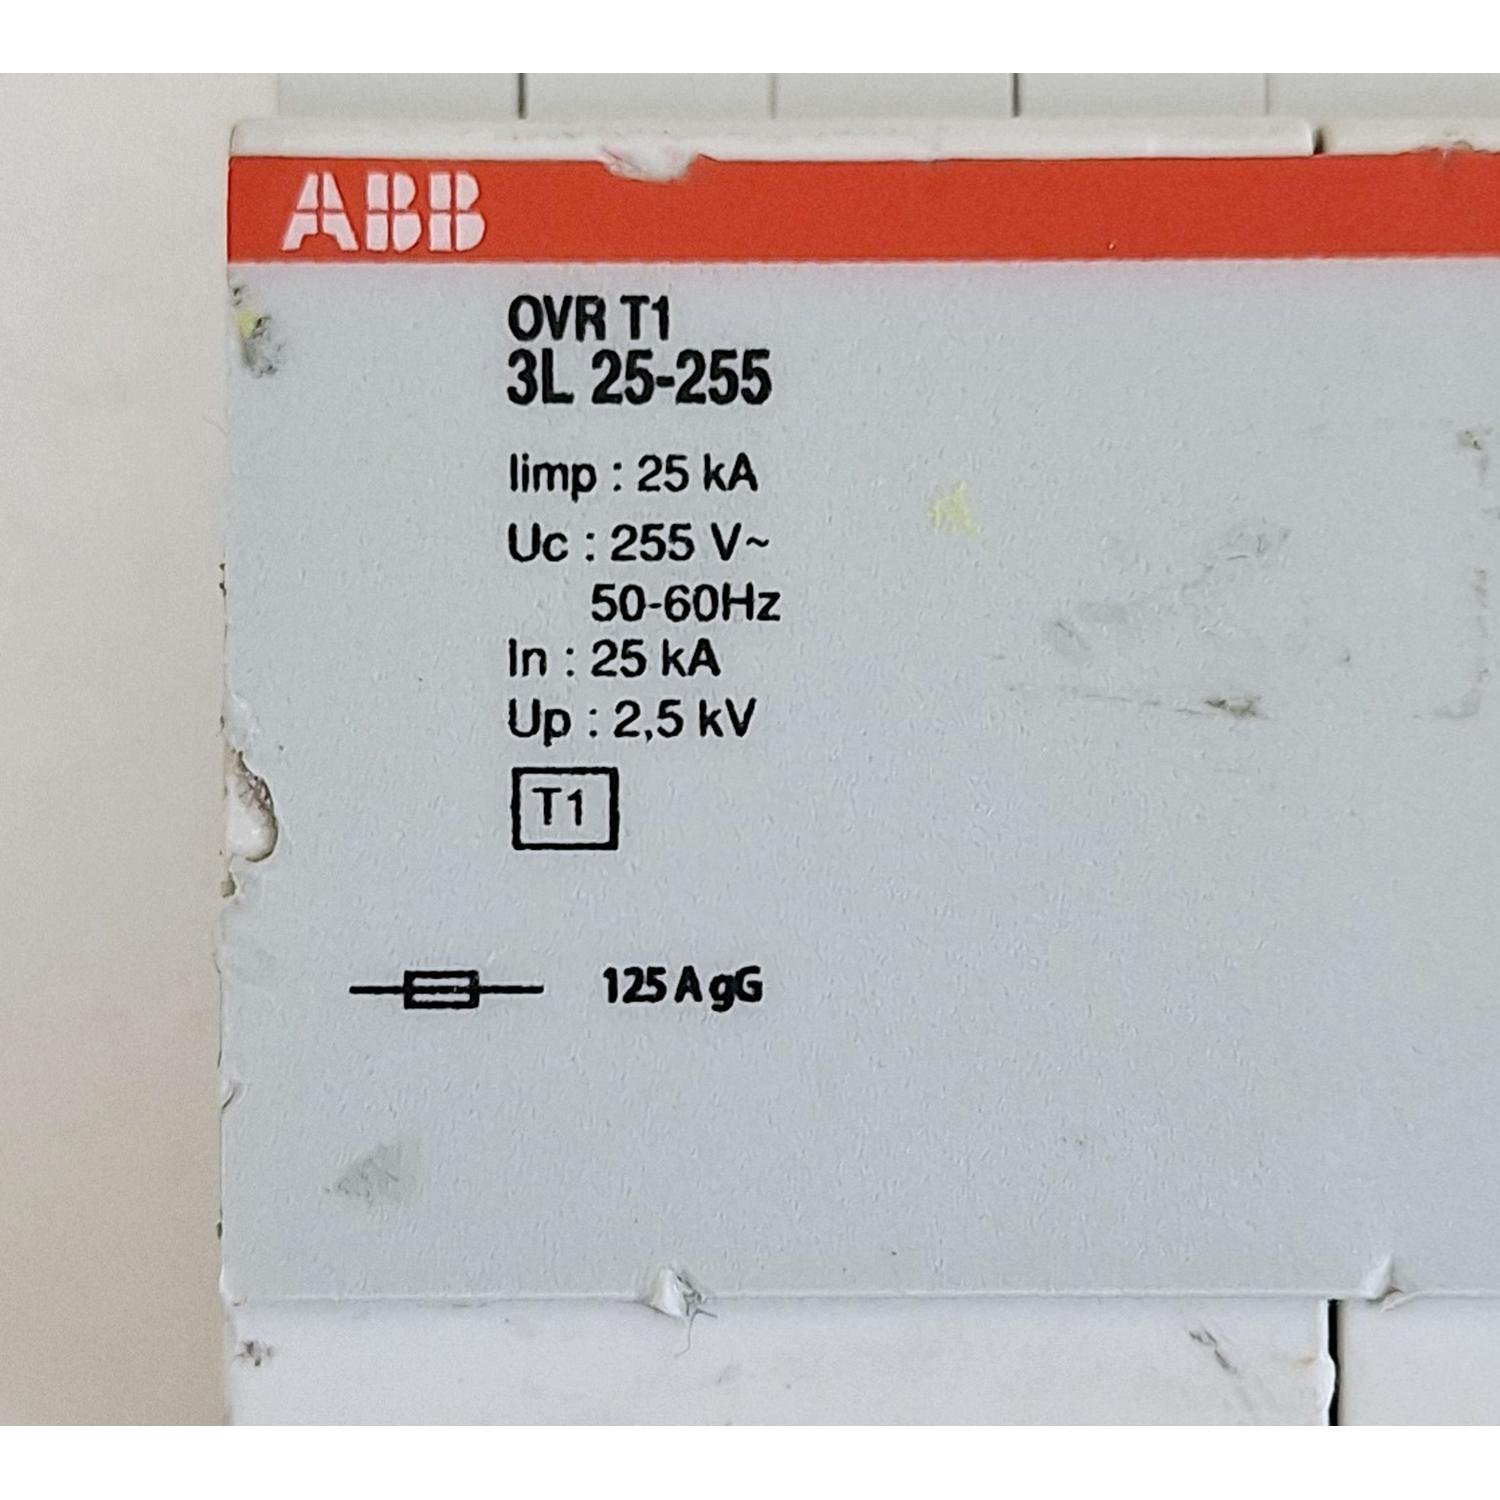 ABB
OVR T1
3L 25-255
Iimp : 25 kA
Uc : 255 V~
50-60Hz
In : 25 kA
Up : 2,5 kV
T1
125 A gG